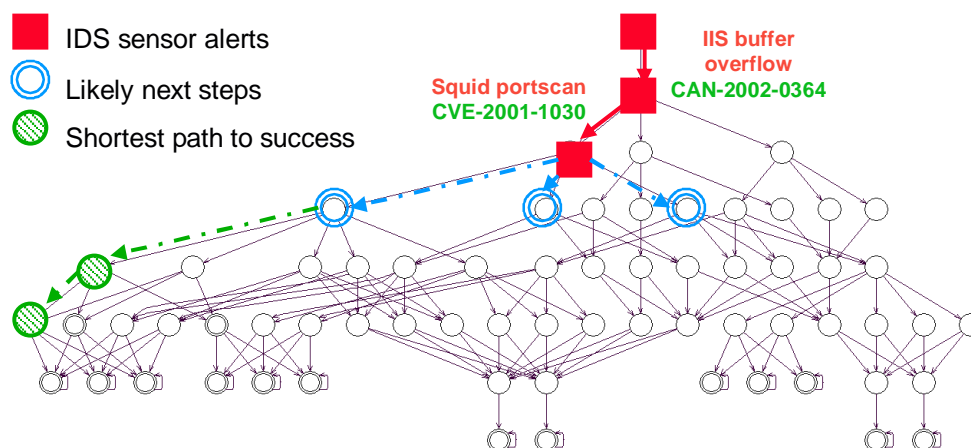 IDS sensor alerts
Likely next steps
Shortest path to success
IIS buffer
overflow
CAN-2002-0364
Squid portscan
CVE-2001-1030